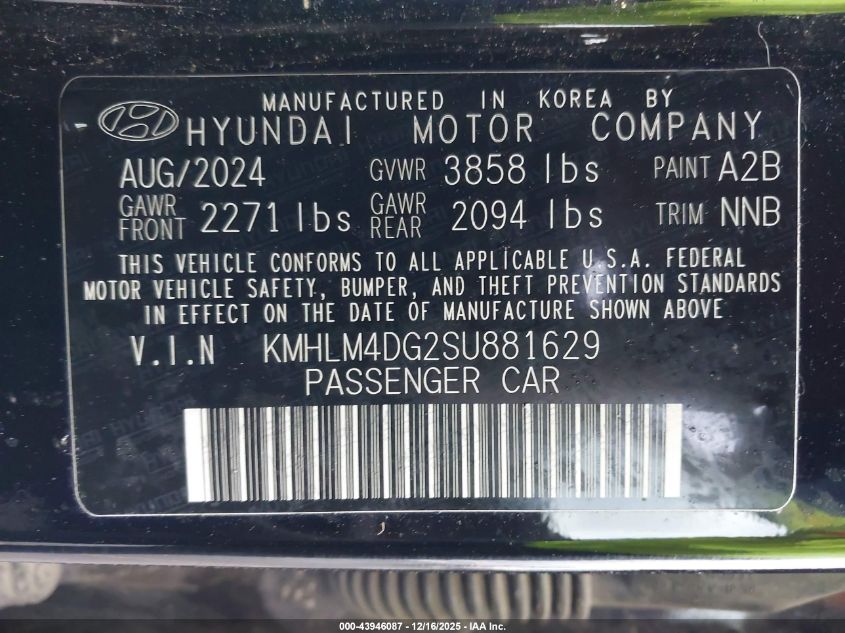 MANUFACTURED IN KOREA BY
HYUNDAI MOTOR COMPANY
AUG/2024 GVWR 3858 lbs PAINT A2B
GAWR FRONT 2271 lbs GAWR REAR 2094 lbs TRIM NNB
THIS VEHICLE CONFORMS TO ALL APPLICABLE U.S.A. FEDERAL
MOTOR VEHICLE SAFETY, BUMPER, AND THEFT PREVENTION STANDARDS
IN EFFECT ON THE DATE OF MANUFACTURE SHOWN ABOVE
V.I.N KMHLM4DG2SU881629
PASSENGER CAR
000-43946087 - 12/16/2025 - IAA Inc.